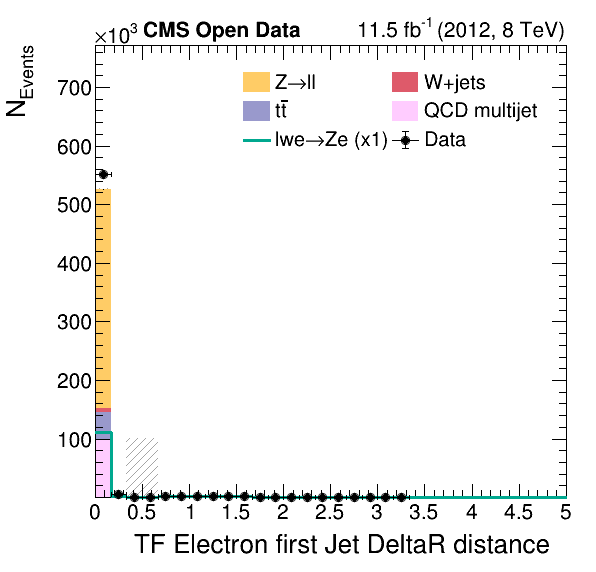 ×10³ CMS Open Data 11.5 fb⁻¹ (2012, 8 TeV)
N_Events
Z→ll W+jets
tt̄ QCD multijet
lwe→Ze (x1) Data
700
600
500
400
300
200
100
0 0.5 1 1.5 2 2.5 3 3.5 4 4.5 5
TF Electron first Jet DeltaR distance